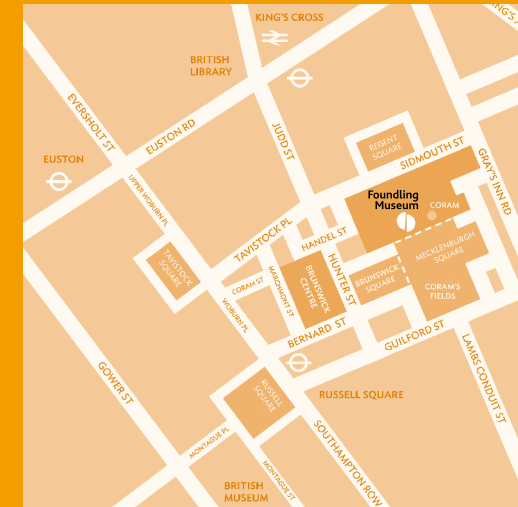 KING'S CROSS
KING'S
BRITISH
LIBRARY
EVERSHOLT ST
EUSTON RD
JUDD ST
EUSTON
REGENT
SQUARE
SIDMOUTH ST
GRAY'S INN RD
UPPER WOBURN PL
Foundling
Museum
CORAM
TAVISTOCK PL
HANDEL ST
MECKLENBURGH
SQUARE
TAVISTOCK
SQUARE
CORAM ST
MARCHMONT ST
BRUNSWICK
CENTRE
HUNTER ST
BRUNSWICK
SQUARE
CORAM'S
FIELDS
WOBURN PL
BERNARD ST
GUILFORD ST
LAMBS CONDUIT ST
GOWER ST
RUSSELL
SQUARE
RUSSELL SQUARE
MONTAGUE PL
MONTAGUE ST
SOUTHAMPTON ROW
BRITISH
MUSEUM